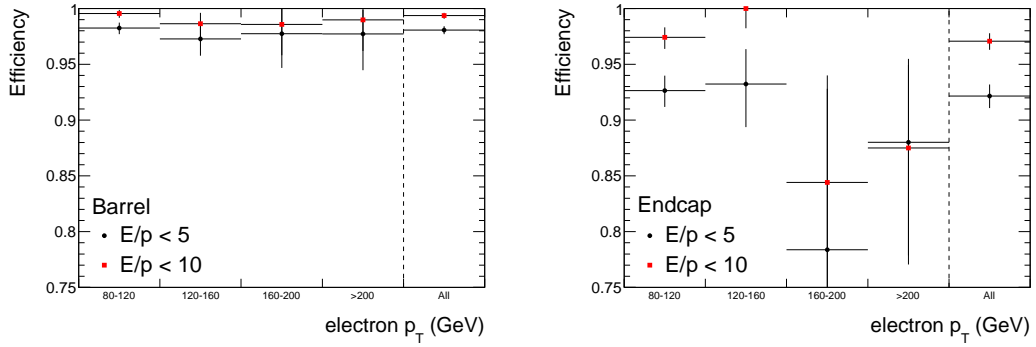 Efficiency
1
0.95
0.9
0.85
0.8
0.75
Barrel
E/p < 5
E/p < 10
80-120 120-160 160-200 >200 All
electron p_T (GeV)
Efficiency
1
0.95
0.9
0.85
0.8
0.75
Endcap
E/p < 5
E/p < 10
80-120 120-160 160-200 >200 All
electron p_T (GeV)